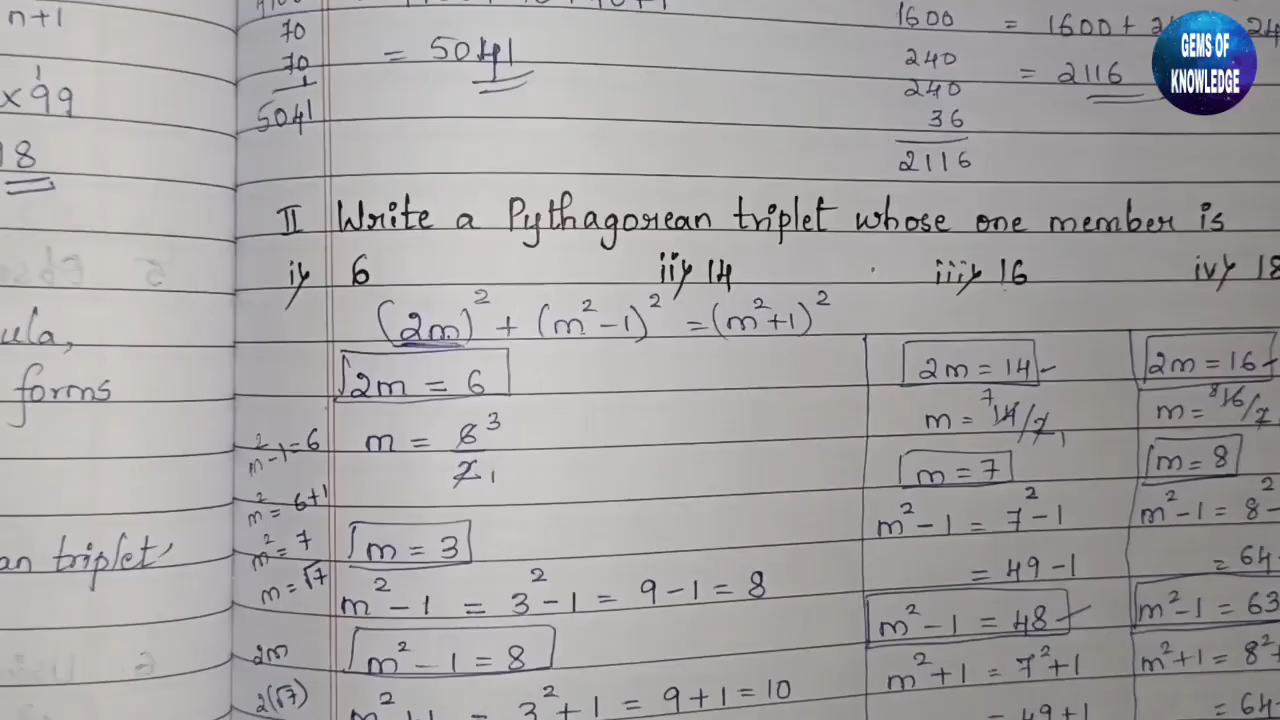 n+1
× 99
18
ula,
forms
an triplet,
70
70
1
5041
= 5041
1600
240
240
36
2116
= 1600 +
= 2116
GEMS OF
KNOWLEDGE
II Write a Pythagorean triplet whose one member is
i) 6 ii) 14 iii) 16 iv) 18
(2m)² + (m²-1)² = (m²+1)²
2m = 6
m = 6/2 3 1
m = 3
m²-1 = 3²-1 = 9-1 = 8
m²-1 = 8
3²+1 = 9+1 = 10
m²-1=6
m² = 6+1
m² = 7
m = √7
2m
2(√7)
2m = 14
m = 14/2 7 1
m = 7
m²-1 = 7²-1
= 49-1
m²-1 = 48
m²+1 = 7²+1
= 49+1
2m = 16
m = 16/2 8
m = 8
m²-1 = 8²-
= 64-
m²-1 = 63
m²+1 = 8²+
= 64